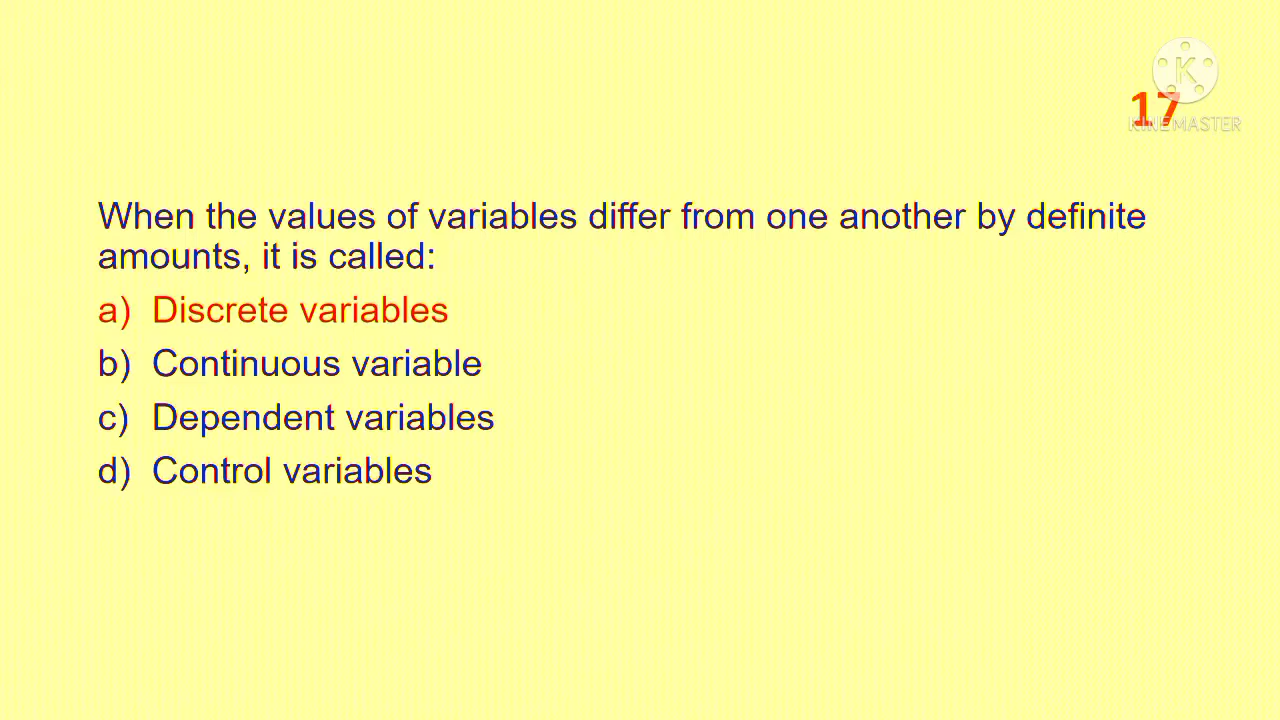 17
KINEMASTER
When the values of variables differ from one another by definite
amounts, it is called:
a) Discrete variables
b) Continuous variable
c) Dependent variables
d) Control variables